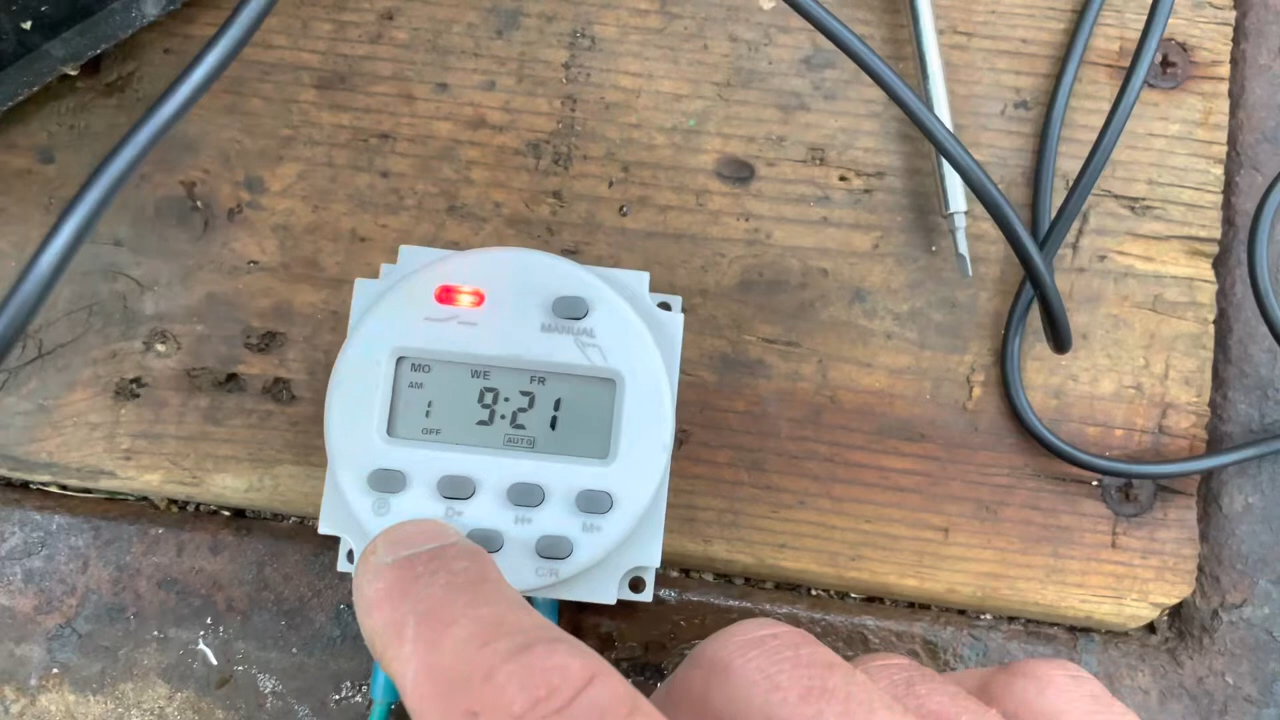 MANUAL
MO WE FR
AM
1 9:21
OFF AUTO
P D+ H+ M+
C/R